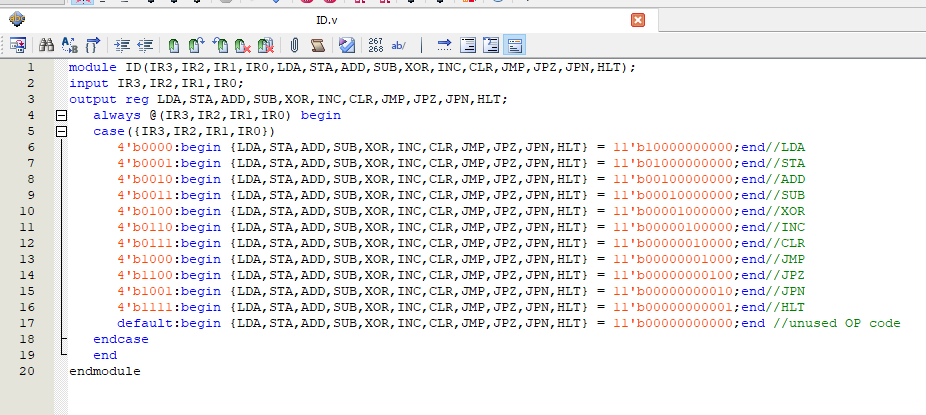 ID.v
267
268 ab/
1 module ID(IR3,IR2,IR1,IR0,LDA,STA,ADD,SUB,XOR,INC,CLR,JMP,JPZ,JPN,HLT);
2 input IR3,IR2,IR1,IR0;
3 output reg LDA,STA,ADD,SUB,XOR,INC,CLR,JMP,JPZ,JPN,HLT;
4 always @(IR3,IR2,IR1,IR0) begin
5 case({IR3,IR2,IR1,IR0})
6 4'b0000:begin {LDA,STA,ADD,SUB,XOR,INC,CLR,JMP,JPZ,JPN,HLT} = 11'b10000000000;end//LDA
7 4'b0001:begin {LDA,STA,ADD,SUB,XOR,INC,CLR,JMP,JPZ,JPN,HLT} = 11'b01000000000;end//STA
8 4'b0010:begin {LDA,STA,ADD,SUB,XOR,INC,CLR,JMP,JPZ,JPN,HLT} = 11'b00100000000;end//ADD
9 4'b0011:begin {LDA,STA,ADD,SUB,XOR,INC,CLR,JMP,JPZ,JPN,HLT} = 11'b00010000000;end//SUB
10 4'b0100:begin {LDA,STA,ADD,SUB,XOR,INC,CLR,JMP,JPZ,JPN,HLT} = 11'b00001000000;end//XOR
11 4'b0110:begin {LDA,STA,ADD,SUB,XOR,INC,CLR,JMP,JPZ,JPN,HLT} = 11'b00000100000;end//INC
12 4'b0111:begin {LDA,STA,ADD,SUB,XOR,INC,CLR,JMP,JPZ,JPN,HLT} = 11'b00000010000;end//CLR
13 4'b1000:begin {LDA,STA,ADD,SUB,XOR,INC,CLR,JMP,JPZ,JPN,HLT} = 11'b00000001000;end//JMP
14 4'b1100:begin {LDA,STA,ADD,SUB,XOR,INC,CLR,JMP,JPZ,JPN,HLT} = 11'b00000000100;end//JPZ
15 4'b1001:begin {LDA,STA,ADD,SUB,XOR,INC,CLR,JMP,JPZ,JPN,HLT} = 11'b00000000010;end//JPN
16 4'b1111:begin {LDA,STA,ADD,SUB,XOR,INC,CLR,JMP,JPZ,JPN,HLT} = 11'b00000000001;end//HLT
17 default:begin {LDA,STA,ADD,SUB,XOR,INC,CLR,JMP,JPZ,JPN,HLT} = 11'b00000000000;end //unused OP code
18 endcase
19 end
20 endmodule